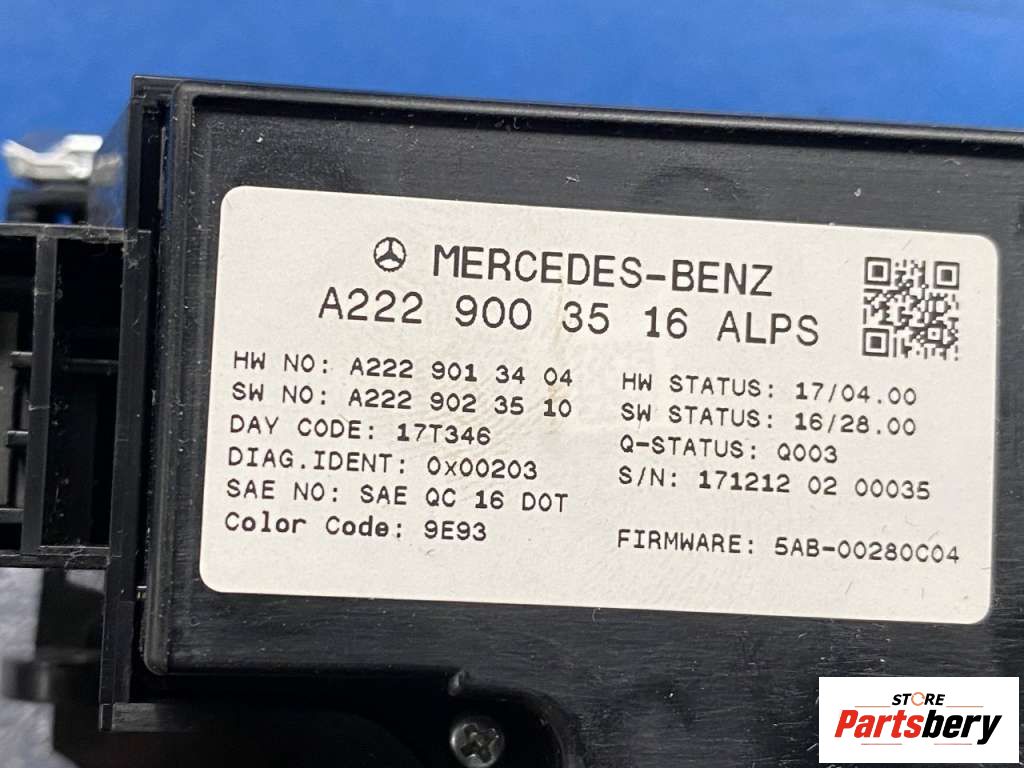 MERCEDES-BENZ
A222 900 35 16 ALPS
HW NO: A222 901 34 04
SW NO: A222 902 35 10
DAY CODE: 17T346
DIAG.IDENT: 0x00203
SAE NO: SAE QC 16 DOT
Color Code: 9E93
HW STATUS: 17/04.00
SW STATUS: 16/28.00
Q-STATUS: Q003
S/N: 171212 02 00035
FIRMWARE: 5AB-00280C04
STORE
Partsbery